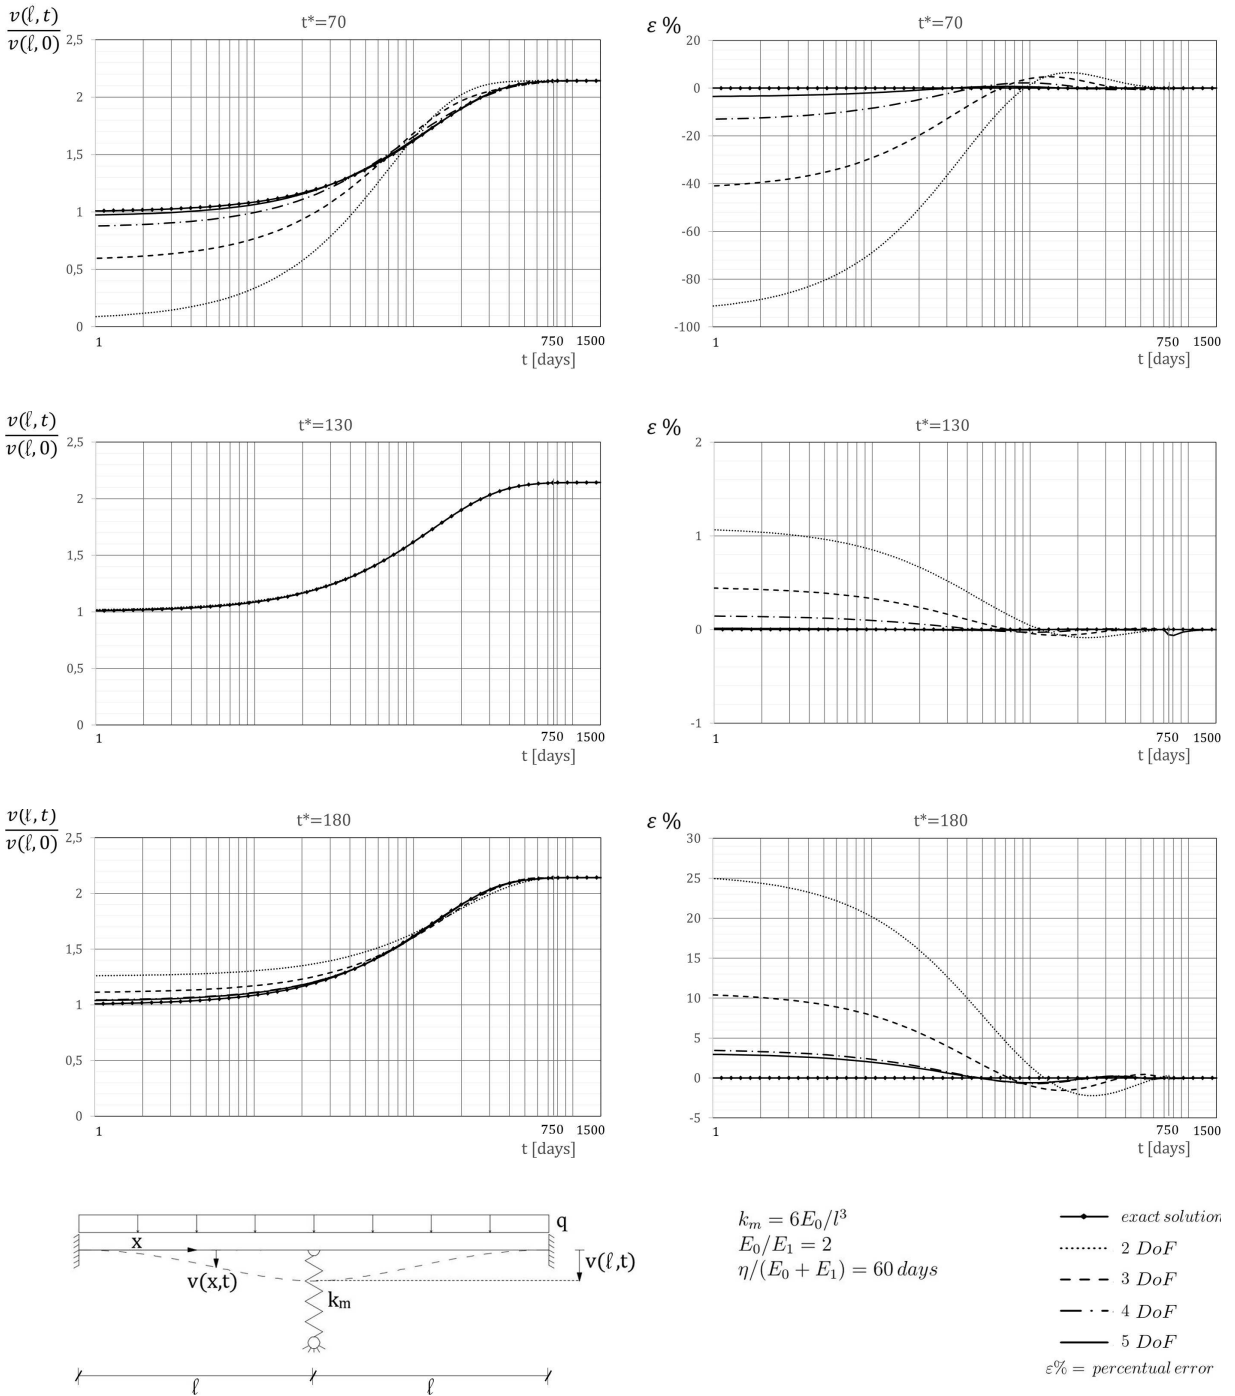 v(ℓ,t)
v(ℓ,0)
t*=70
2,5
2
1,5
1
0,5
0
1
750
1500
t [days]
ε %
t*=70
20
0
-20
-40
-60
-80
-100
1
750
1500
t [days]
v(ℓ,t)
v(ℓ,0)
t*=130
2,5
2
1,5
1
0,5
0
1
750
1500
t [days]
ε %
t*=130
2
1
0
-1
1
750
1500
t [days]
v(ℓ,t)
v(ℓ,0)
t*=180
2,5
2
1,5
1
0,5
0
1
750
1500
t [days]
ε %
t*=180
30
25
20
15
10
5
0
-5
1
750
1500
t [days]
q
x
v(x,t)
v(ℓ,t)
km
ℓ
ℓ
k_m = 6E_0/l^3
E_0/E_1 = 2
η/(E_0 + E_1) = 60 days
exact solution
2 DoF
3 DoF
4 DoF
5 DoF
ε% = percentual error